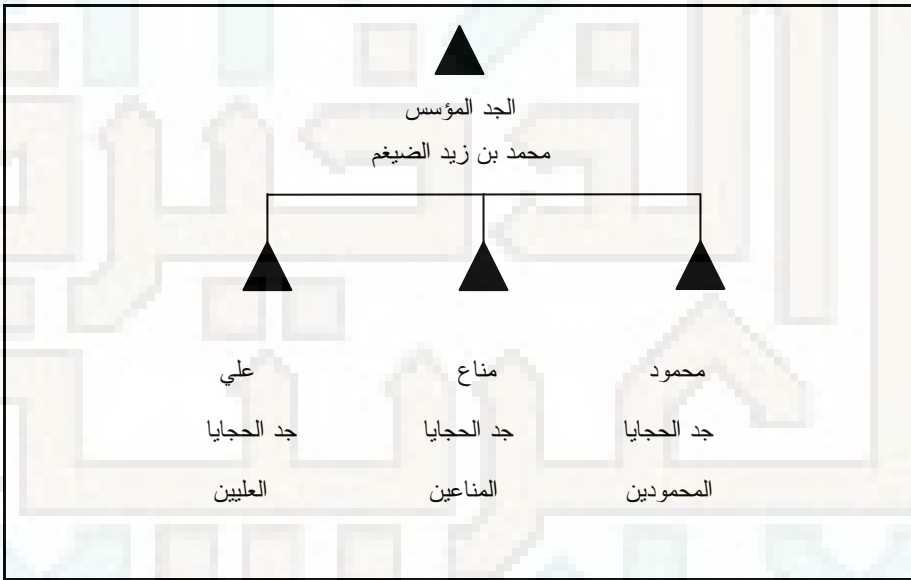 الجد المؤسس
محمد بن زيد الضيغم
محمود
جد الحجايا
المحمودين
مناع
جد الحجايا
المناعين
علي
جد الحجايا
العليين